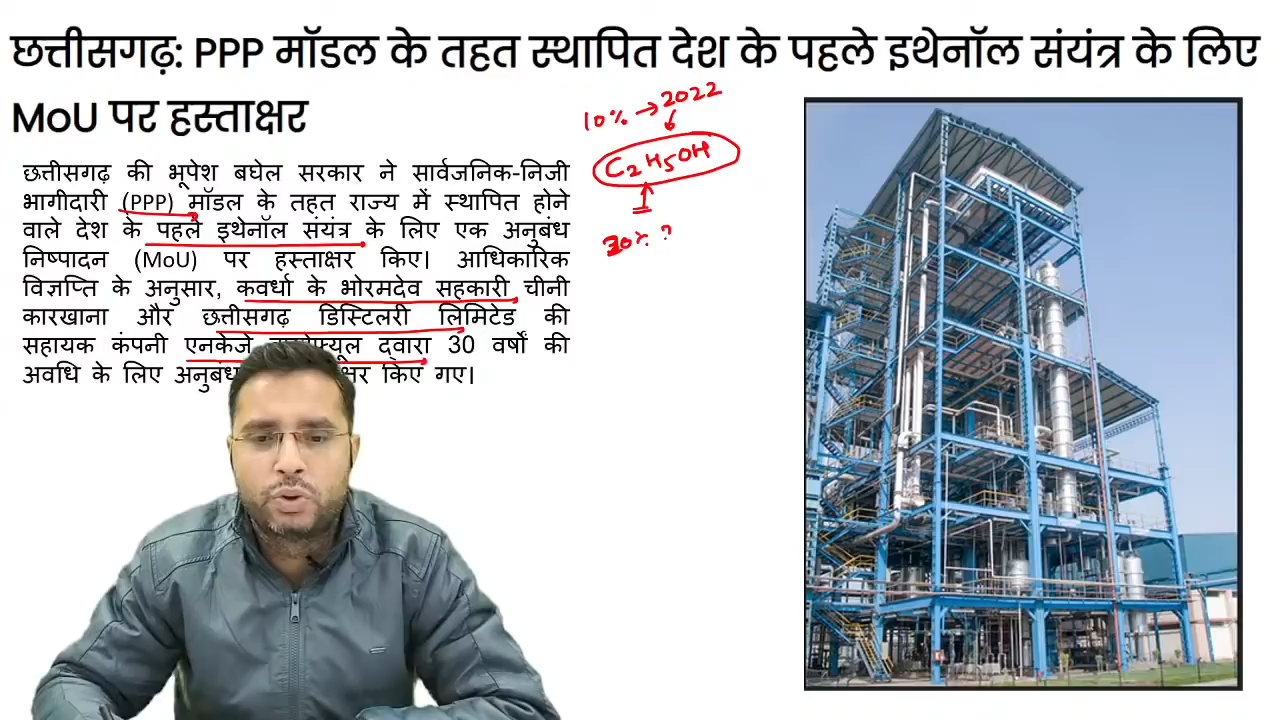 छत्तीसगढ़: PPP मॉडल के तहत स्थापित देश के पहले इथेनॉल संयंत्र के लिए
MoU पर हस्ताक्षर
10% → 2022
C2H5OH
छत्तीसगढ़ की भूपेश बघेल सरकार ने सार्वजनिक-निजी
भागीदारी (PPP) मॉडल के तहत राज्य में स्थापित होने
वाले देश के पहले इथेनॉल संयंत्र के लिए एक अनुबंध
निष्पादन (MoU) पर हस्ताक्षर किए। आधिकारिक
विज्ञप्ति के अनुसार, कवर्धा के भोरमदेव सहकारी चीनी
कारखाना और छत्तीसगढ़ डिस्टिलरी लिमिटेड की
सहायक कंपनी एनकेजे द्वारा 30 वर्षों की
अवधि के लिए अनुबंध किए गए।